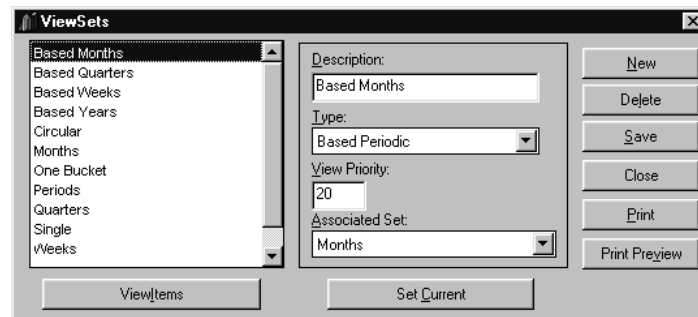 ViewSets
Based Months
Based Quarters
Based Weeks
Based Years
Circular
Months
One Bucket
Periods
Quarters
Single
Weeks
ViewItems
Description:
Based Months
Type:
Based Periodic
View Priority:
20
Associated Set:
Months
Set Current
New
Delete
Save
Close
Print
Print Preview